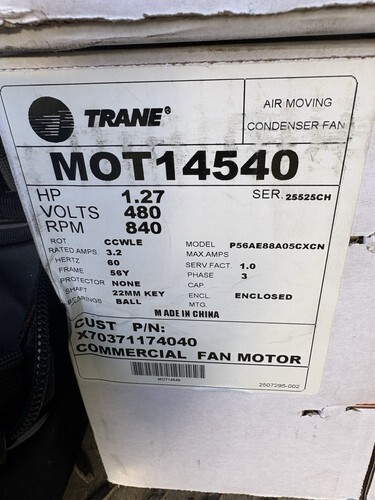 TRANE®
AIR MOVING
CONDENSER FAN
MOT14540
HP 1.27 SER. 25525CH
VOLTS 480
RPM 840
ROT CCWLE MODEL P56AE88A05CXCN
RATED AMPS 3.2 MAX.AMPS
HERTZ 60 SERV.FACT. 1.0
FRAME 56Y PHASE 3
PROTECTOR NONE CAP.
SHAFT 22MM KEY ENCL. ENCLOSED
BEARINGS BALL MTG.
MADE IN CHINA
CUST P/N:
X70371174040
COMMERCIAL FAN MOTOR
MOT14540
2507295-002